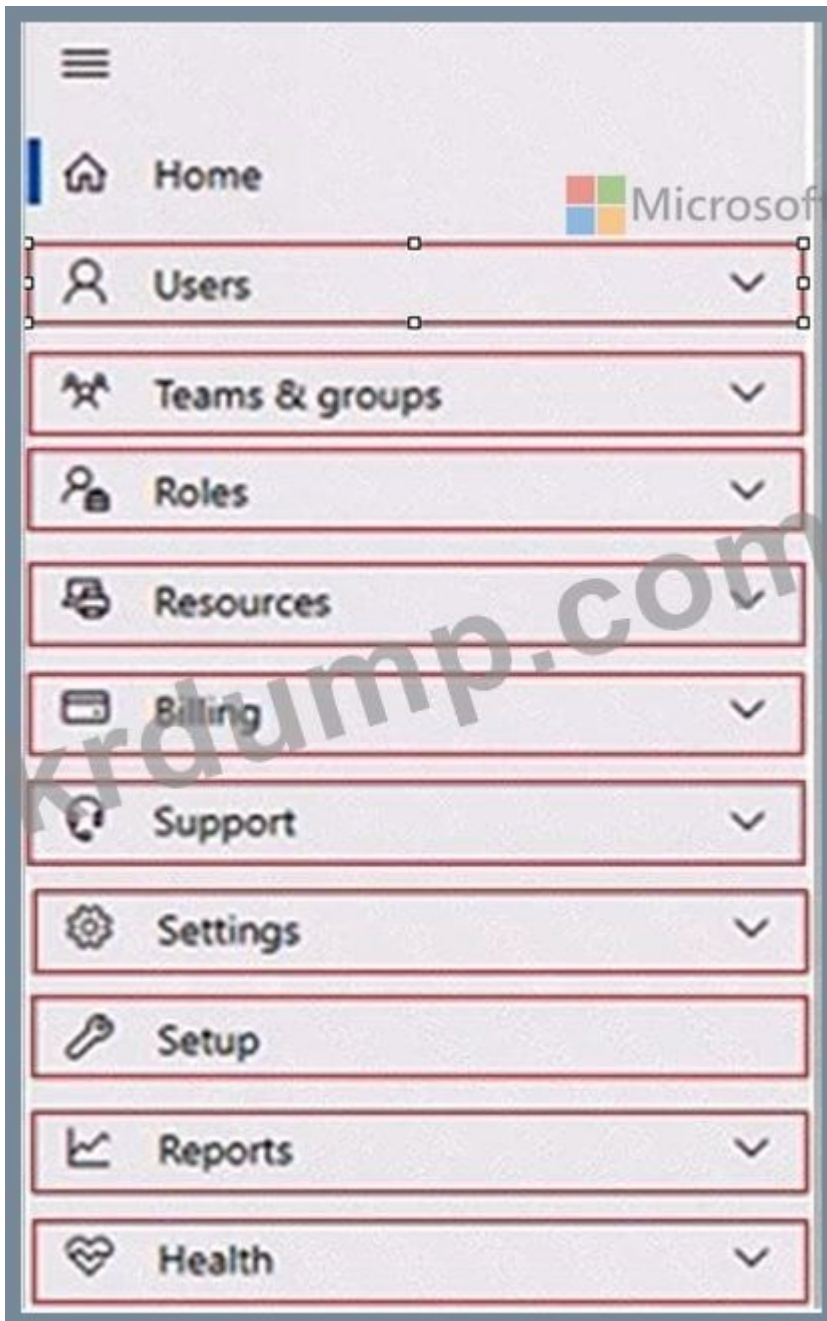 Home
Microsof
Users
Teams & groups
Roles
Resources
Billing
Support
Settings
Setup
Reports
Health
krdump.com